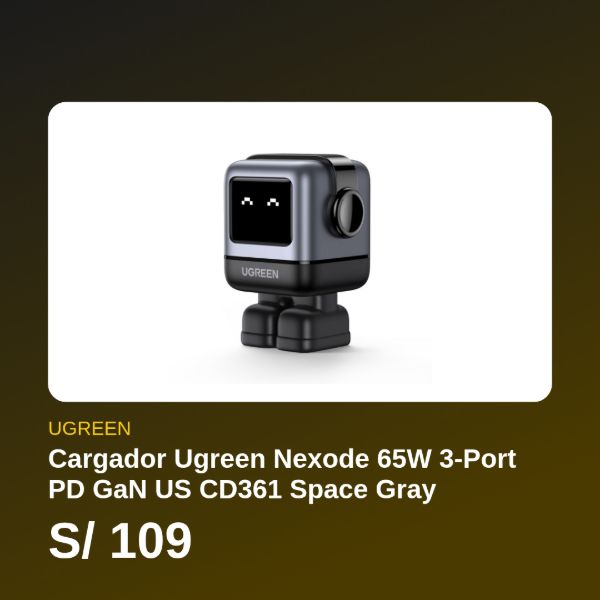 UGREEN
UGREEN
Cargador Ugreen Nexode 65W 3-Port
PD GaN US CD361 Space Gray
S/ 109